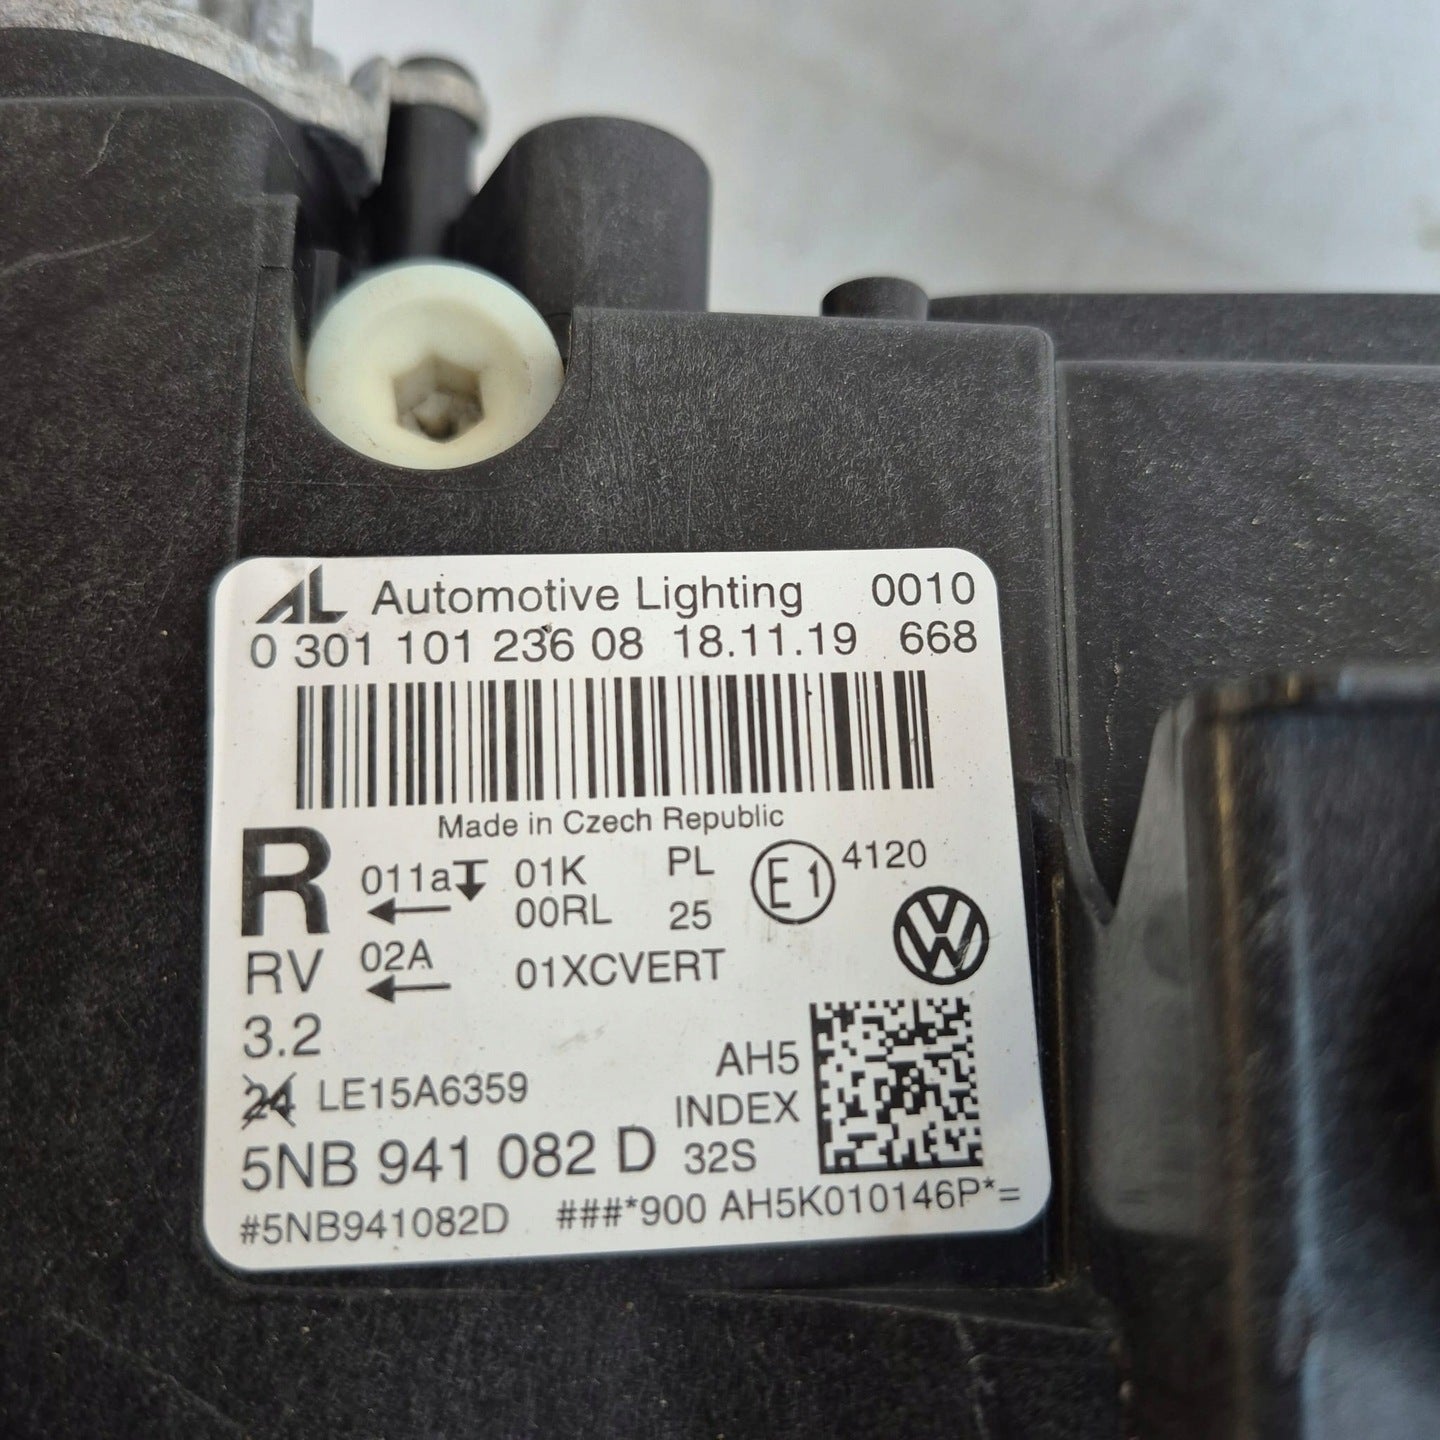 AL Automotive Lighting 0010
0 301 101 236 08 18.11.19 668
Made in Czech Republic
R 011a 01K PL E1 4120
00RL 25
RV 02A 01XCVERT
3.2
24 LE15A6359 AH5
INDEX
5NB 941 082 D 32S
#5NB941082D ###*900 AH5K010146P*=